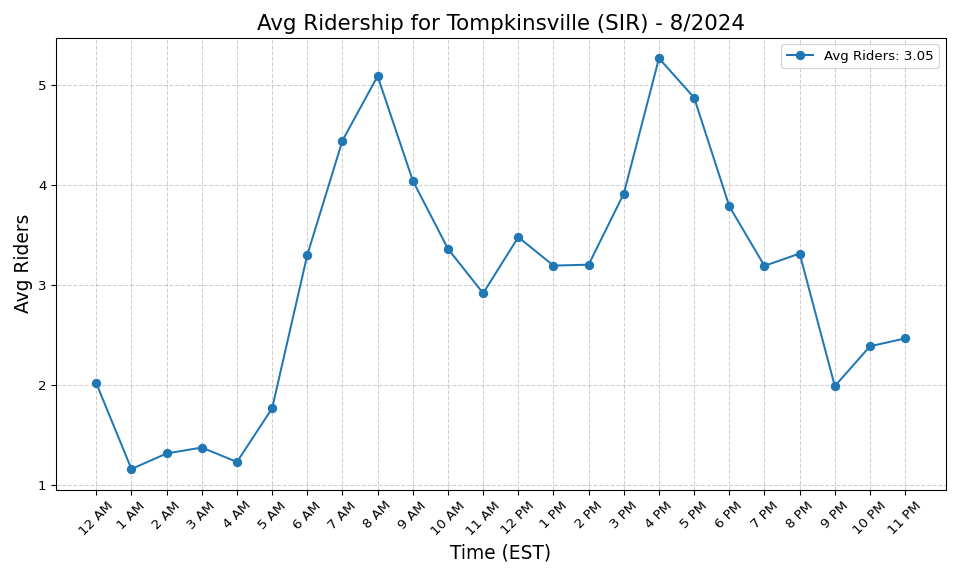 Avg Ridership for Tompkinsville (SIR) - 8/2024
Avg Riders: 3.05
Avg Riders
5
4
3
2
1
12 AM
1 AM
2 AM
3 AM
4 AM
5 AM
6 AM
7 AM
8 AM
9 AM
10 AM
11 AM
12 PM
1 PM
2 PM
3 PM
4 PM
5 PM
6 PM
7 PM
8 PM
9 PM
10 PM
11 PM
Time (EST)